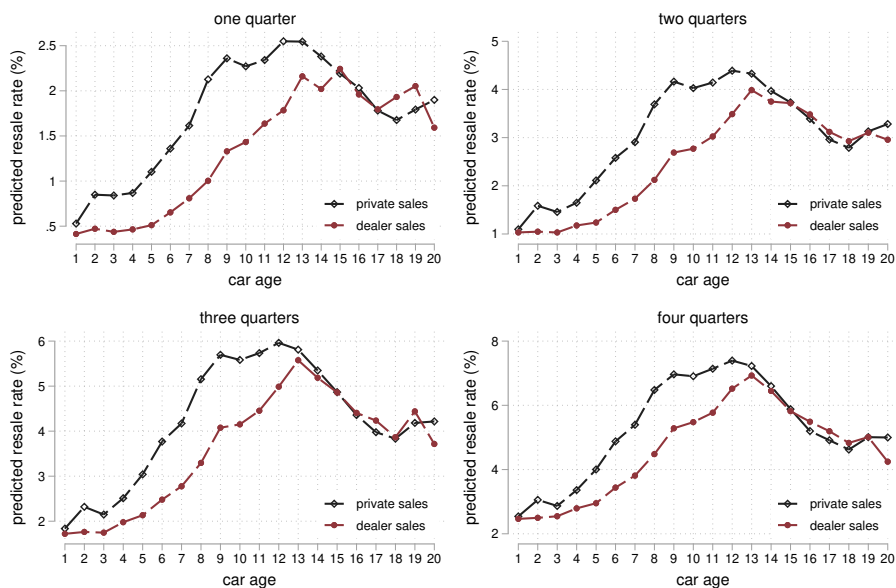 one quarter
predicted resale rate (%)
2.5
2
1.5
1
.5
private sales
dealer sales
1 2 3 4 5 6 7 8 9 10 11 12 13 14 15 16 17 18 19 20
car age
two quarters
predicted resale rate (%)
5
4
3
2
1
private sales
dealer sales
1 2 3 4 5 6 7 8 9 10 11 12 13 14 15 16 17 18 19 20
car age
three quarters
predicted resale rate (%)
6
5
4
3
2
private sales
dealer sales
1 2 3 4 5 6 7 8 9 10 11 12 13 14 15 16 17 18 19 20
car age
four quarters
predicted resale rate (%)
8
6
4
2
private sales
dealer sales
1 2 3 4 5 6 7 8 9 10 11 12 13 14 15 16 17 18 19 20
car age